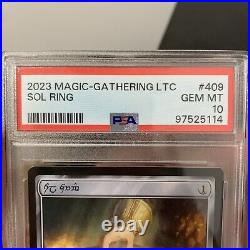 2023 MAGIC-GATHERING LTC #409
SOL RING GEM MT
PSA 10
97525114